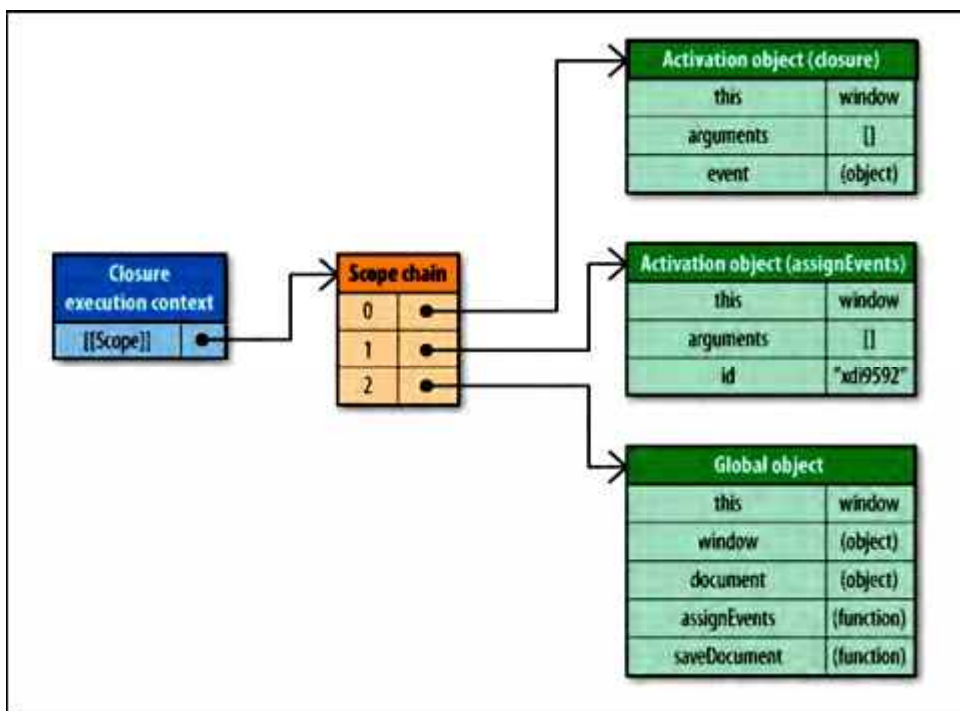 Activation object (closure)
this window
arguments []
event (object)
Closure
execution context
[[Scope]]
Scope chain
0
1
2
Activation object (assignEvents)
this window
arguments []
id "xdi9592"
Global object
this window
window (object)
document (object)
assignEvents (function)
saveDocument (function)